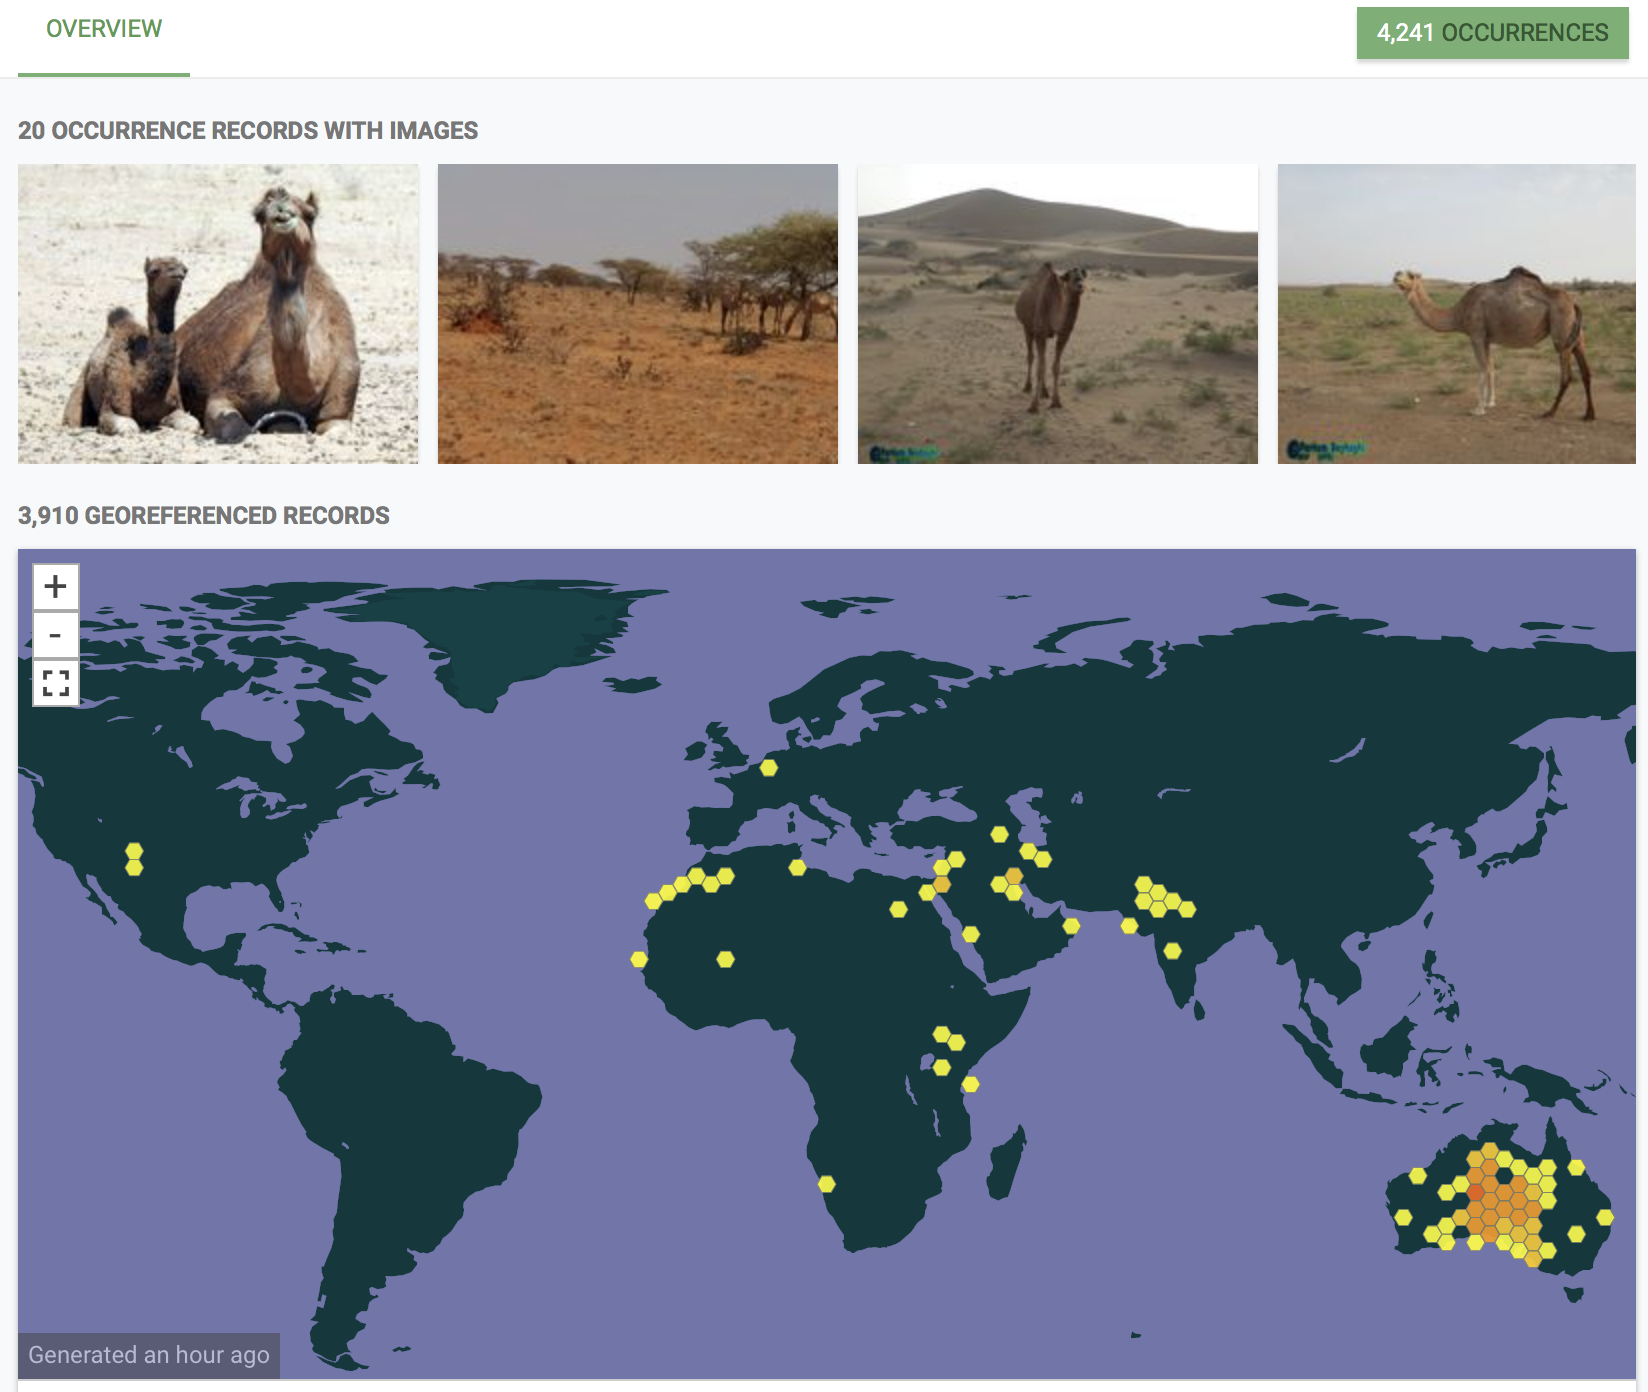 OVERVIEW
4,241 OCCURRENCES
20 OCCURRENCE RECORDS WITH IMAGES
3,910 GEOREFERENCED RECORDS
+
-
Generated an hour ago